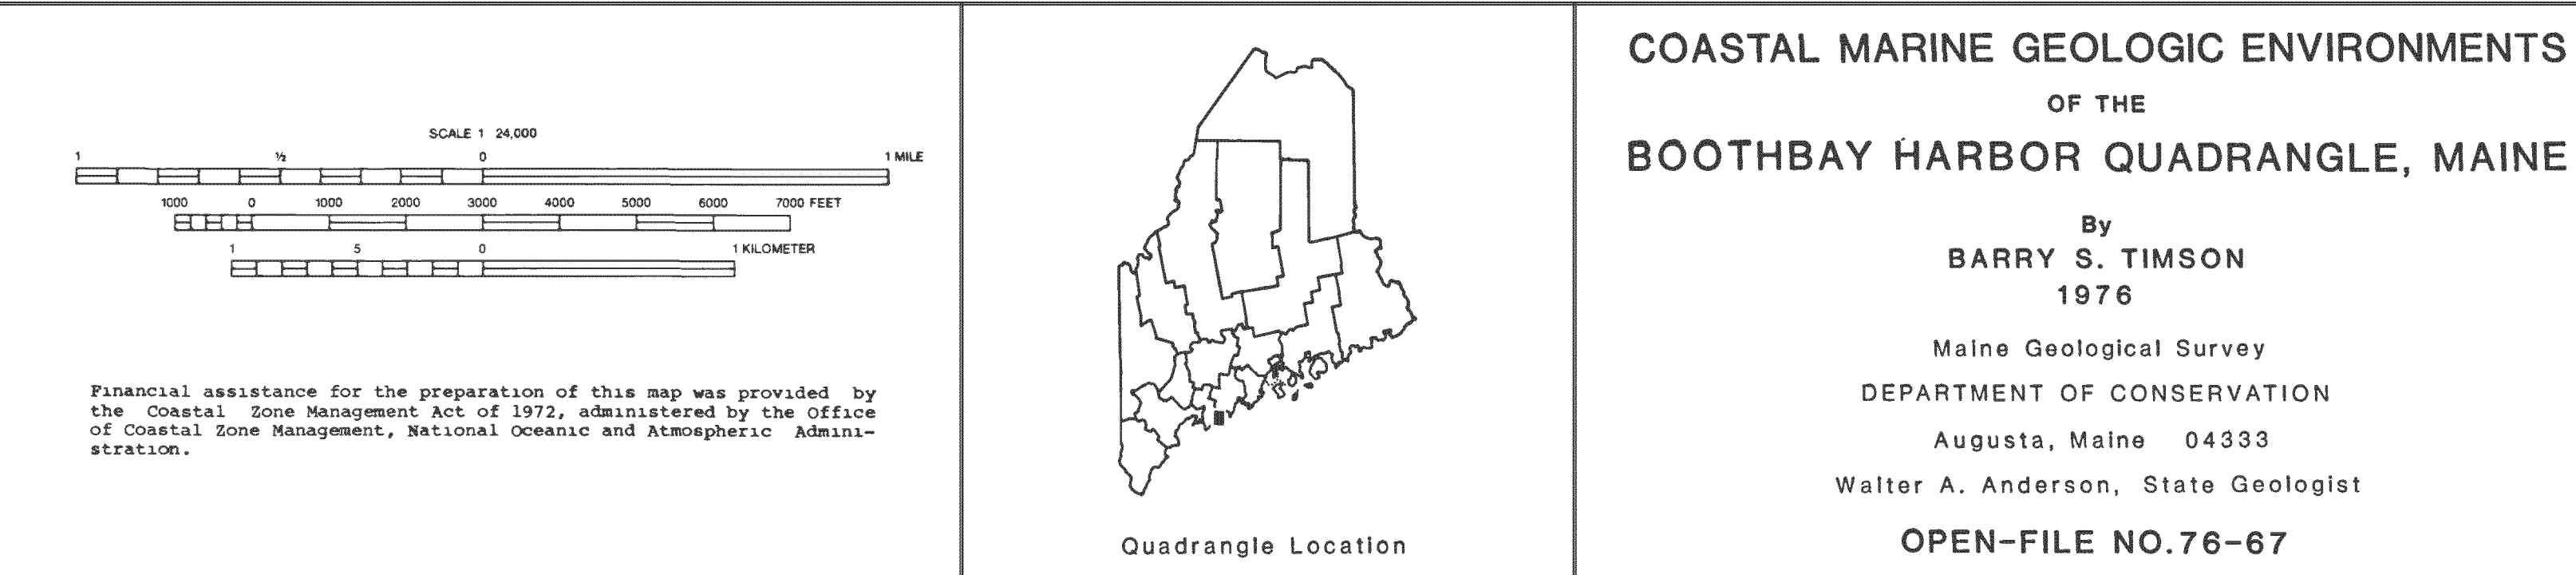 SCALE 1 24,000
1 ½ 0 1 MILE
1000 0 1000 2000 3000 4000 5000 6000 7000 FEET
1 5 0 1 KILOMETER
Financial assistance for the preparation of this map was provided by
the Coastal Zone Management Act of 1972, administered by the Office
of Coastal Zone Management, National Oceanic and Atmospheric Admini-
stration.
Quadrangle Location
COASTAL MARINE GEOLOGIC ENVIRONMENTS
OF THE
BOOTHBAY HARBOR QUADRANGLE, MAINE
By
BARRY S. TIMSON
1976
Maine Geological Survey
DEPARTMENT OF CONSERVATION
Augusta, Maine 04333
Walter A. Anderson, State Geologist
OPEN-FILE NO.76-67